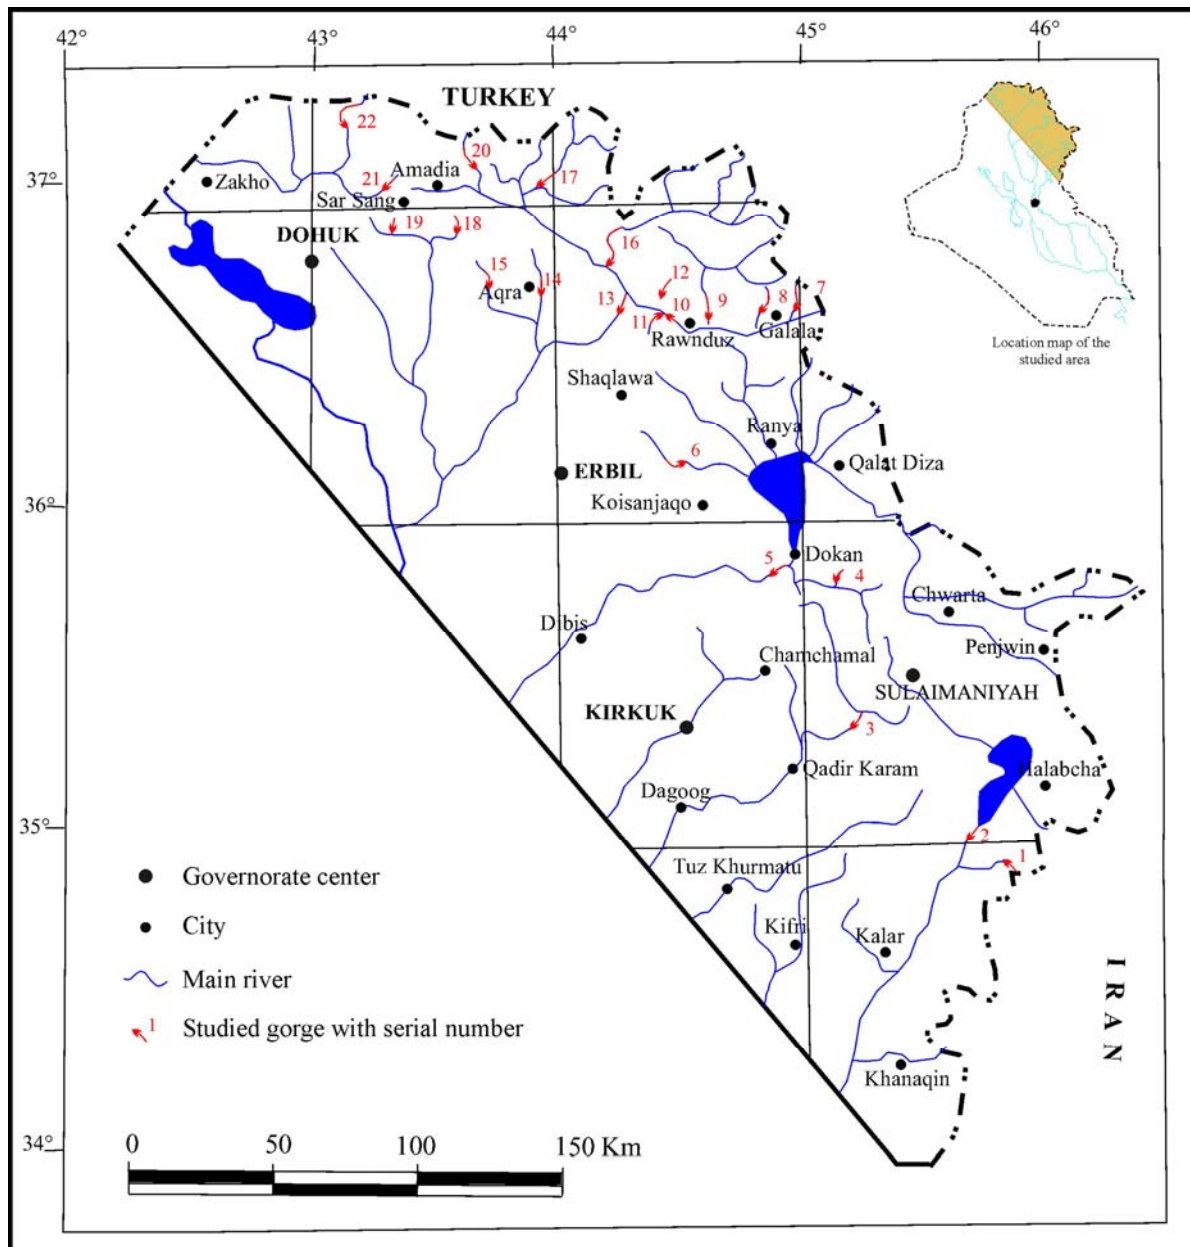 42°
43°
44°
45°
46°
TURKEY
22
20
Amadia
37°
Zakho
21
17
Sar Sang
DOHUK
19
18
16
Location map of the
studied area
15
14
Aqra
13
12
11
10
9
8
7
Rawnduz
Galala
Shaqlawa
Ranya
6
ERBIL
Qalat Diza
36°
Koisanjaqo
5
Dokan
4
Chwarta
Dibis
Penjwin
Chamchamal
SULAIMANIYAH
KIRKUK
3
Qadir Karam
Halabcha
Dagoog
35°
2
1
Tuz Khurmatu
Governorate center
City
Kifri
Kalar
Main river
IRAN
1
Studied gorge with serial number
Khanaqin
34°
0
50
100
150 Km